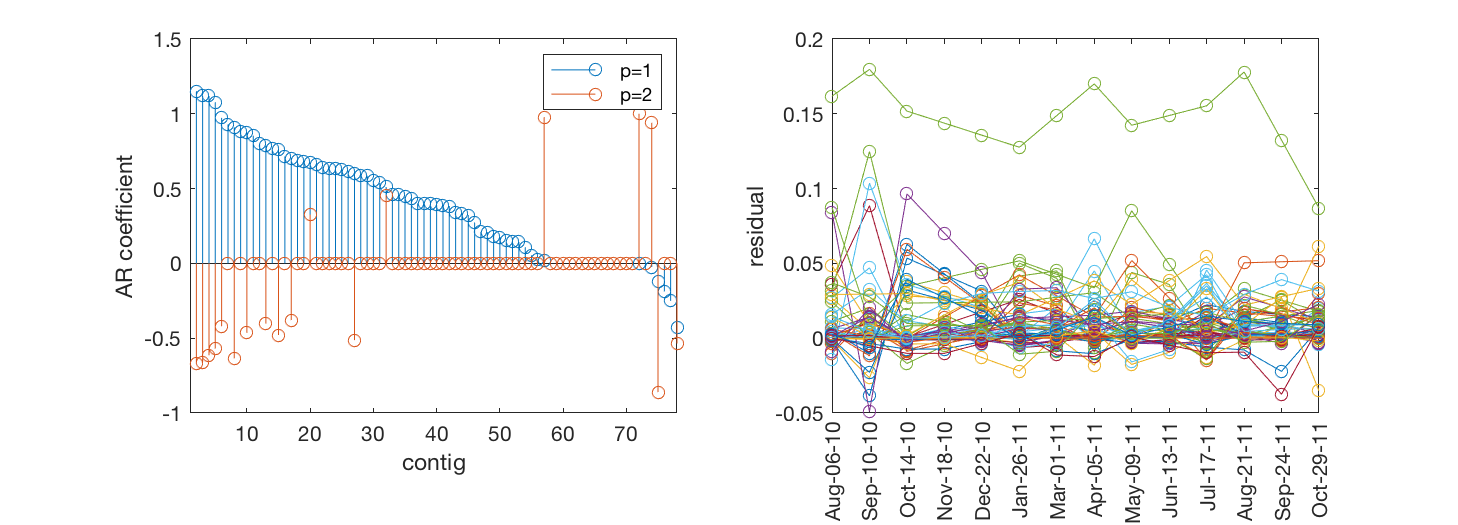 1.5
1
0.5
0
-0.5
-1
AR coefficient
10 20 30 40 50 60 70
contig
p=1
p=2
0.2
0.15
0.1
0.05
0
-0.05
residual
Aug-06-10
Sep-10-10
Oct-14-10
Nov-18-10
Dec-22-10
Jan-26-11
Mar-01-11
Apr-05-11
May-09-11
Jun-13-11
Jul-17-11
Aug-21-11
Sep-24-11
Oct-29-11